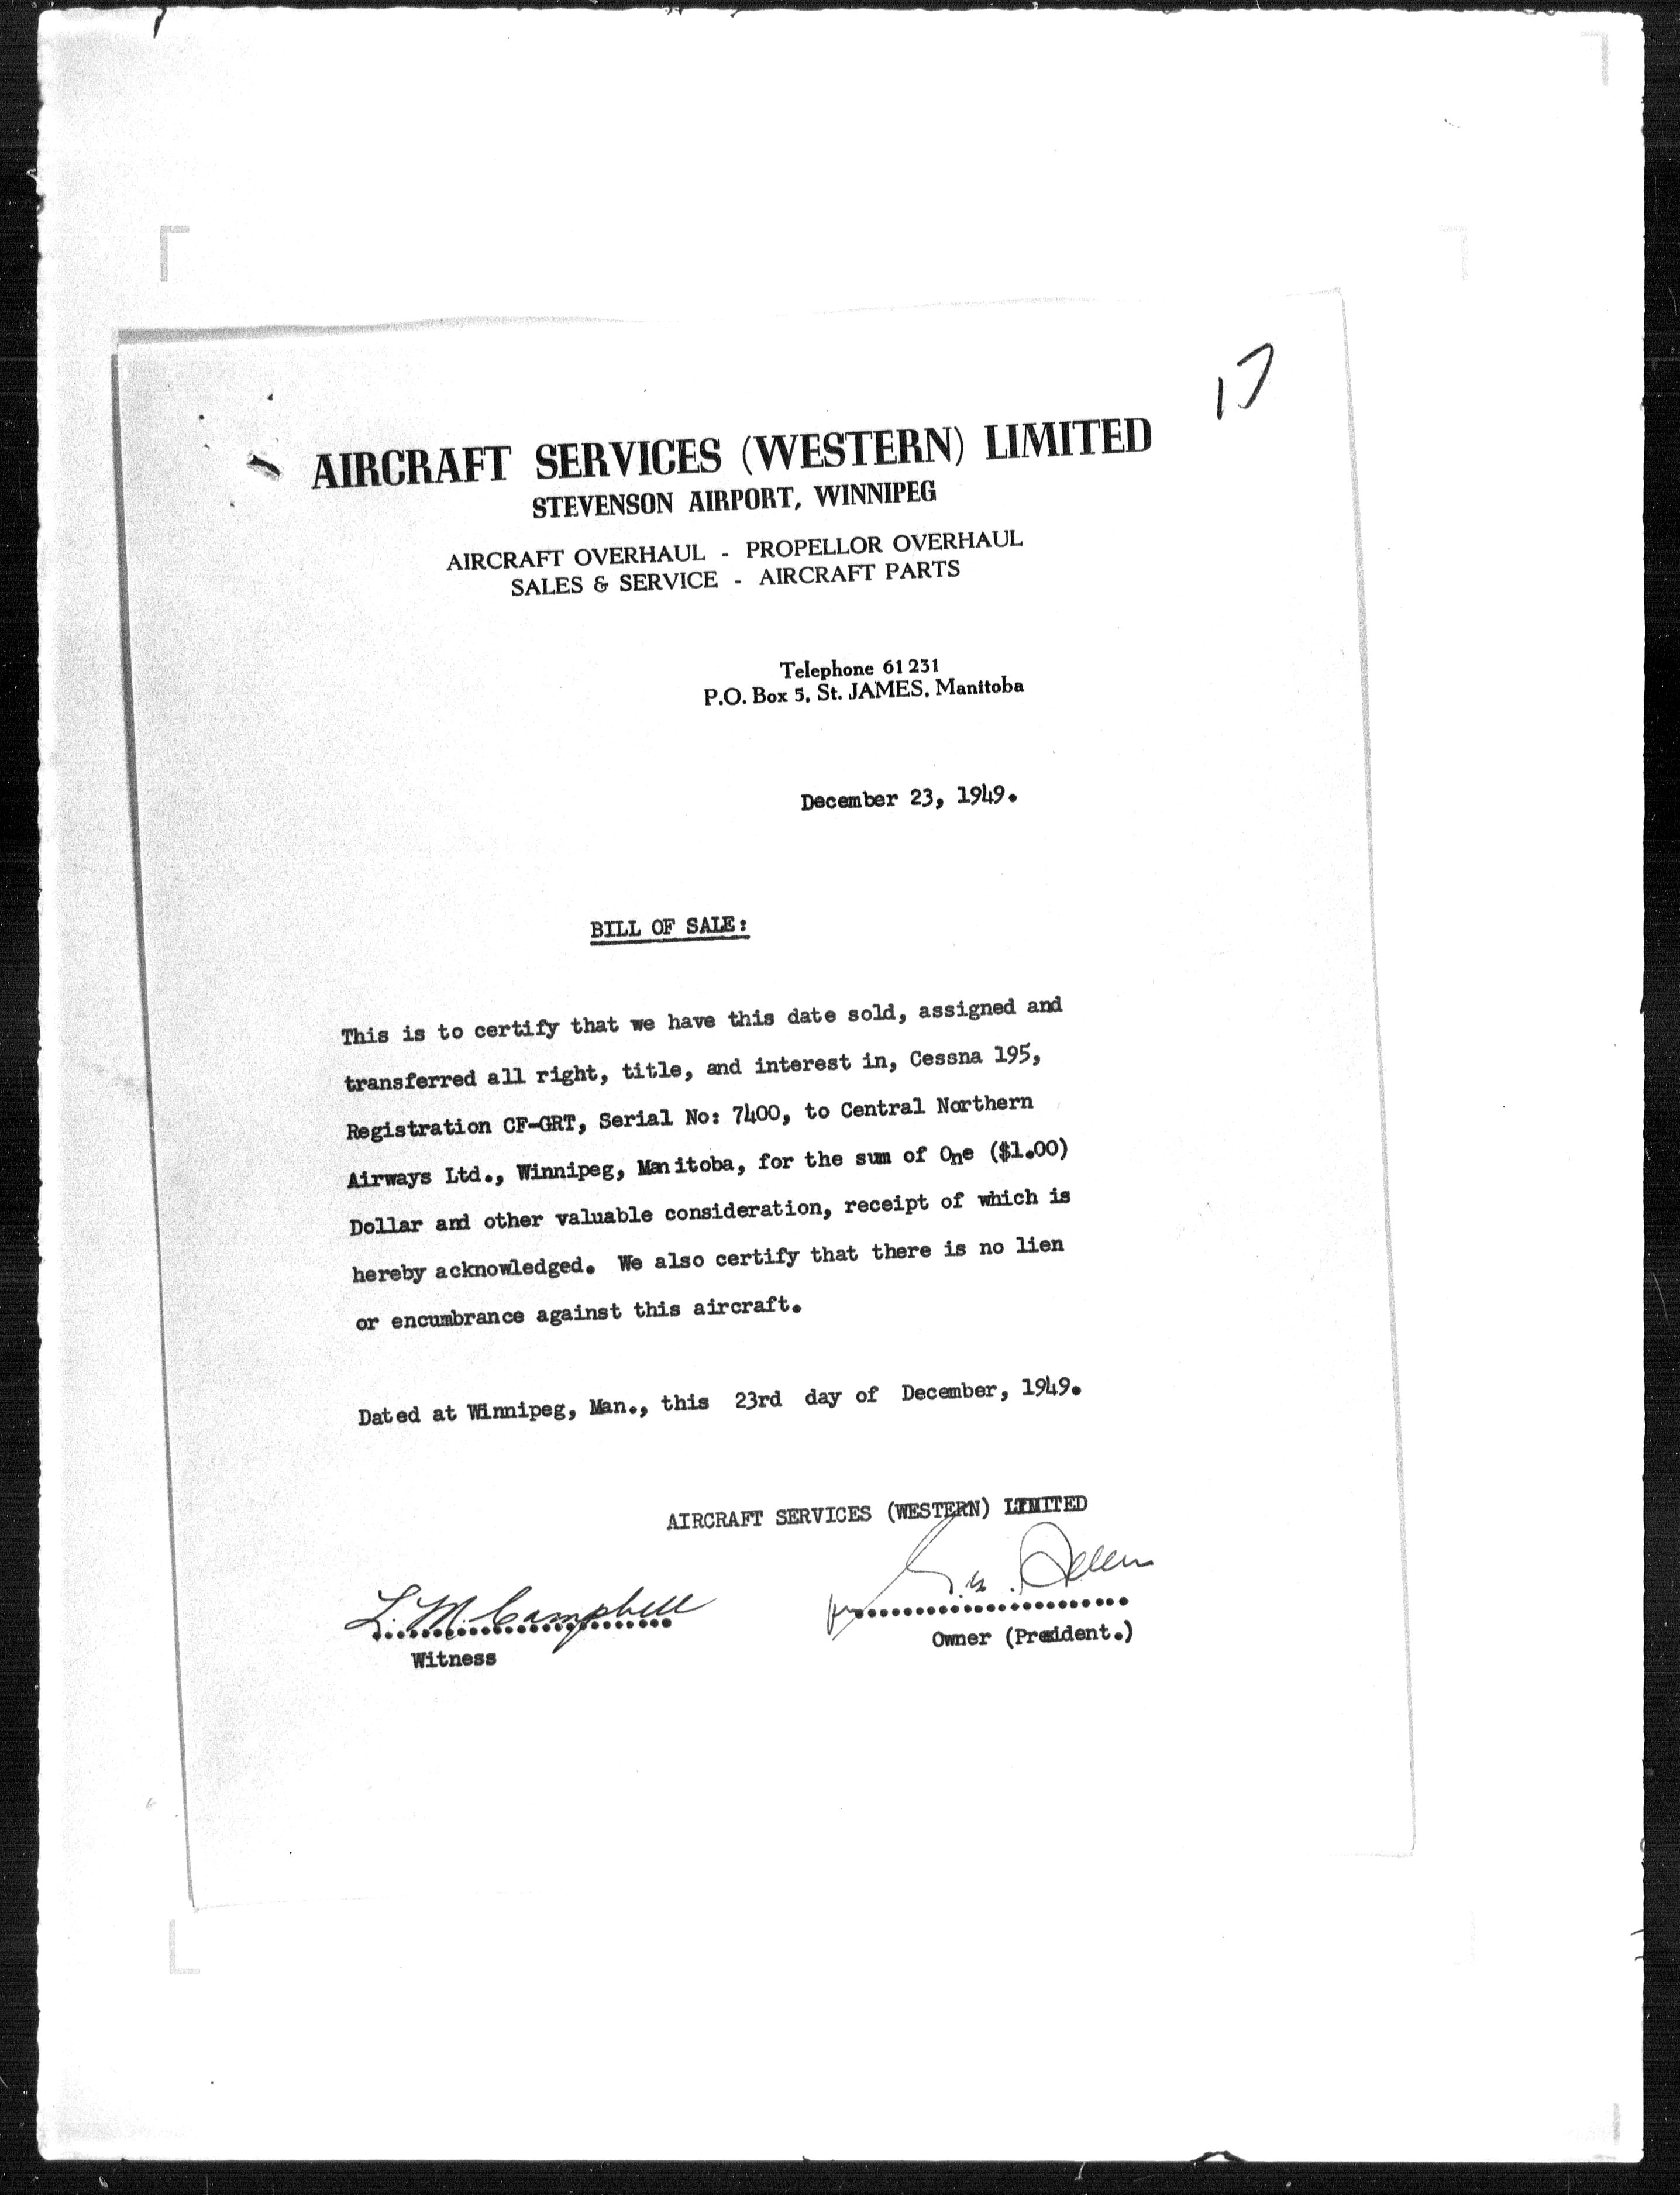 17
AIRCRAFT SERVICES (WESTERN) LIMITED
STEVENSON AIRPORT, WINNIPEG
AIRCRAFT OVERHAUL - PROPELLOR OVERHAUL
SALES & SERVICE - AIRCRAFT PARTS
Telephone 61 231
P.O. Box 5, St. JAMES, Manitoba
December 23, 1949.
BILL OF SALE:
This is to certify that we have this date sold, assigned and
transferred all right, title, and interest in, Cessna 195,
Registration CF-GRT, Serial No: 7400, to Central Northern
Airways Ltd., Winnipeg, Manitoba, for the sum of One ($1.00)
Dollar and other valuable consideration, receipt of which is
hereby acknowledged. We also certify that there is no lien
or encumbrance against this aircraft.
Dated at Winnipeg, Man., this 23rd day of December, 1949.
AIRCRAFT SERVICES (WESTERN) LIMITED
L. M. Campbell
Witness
Owner (President.)